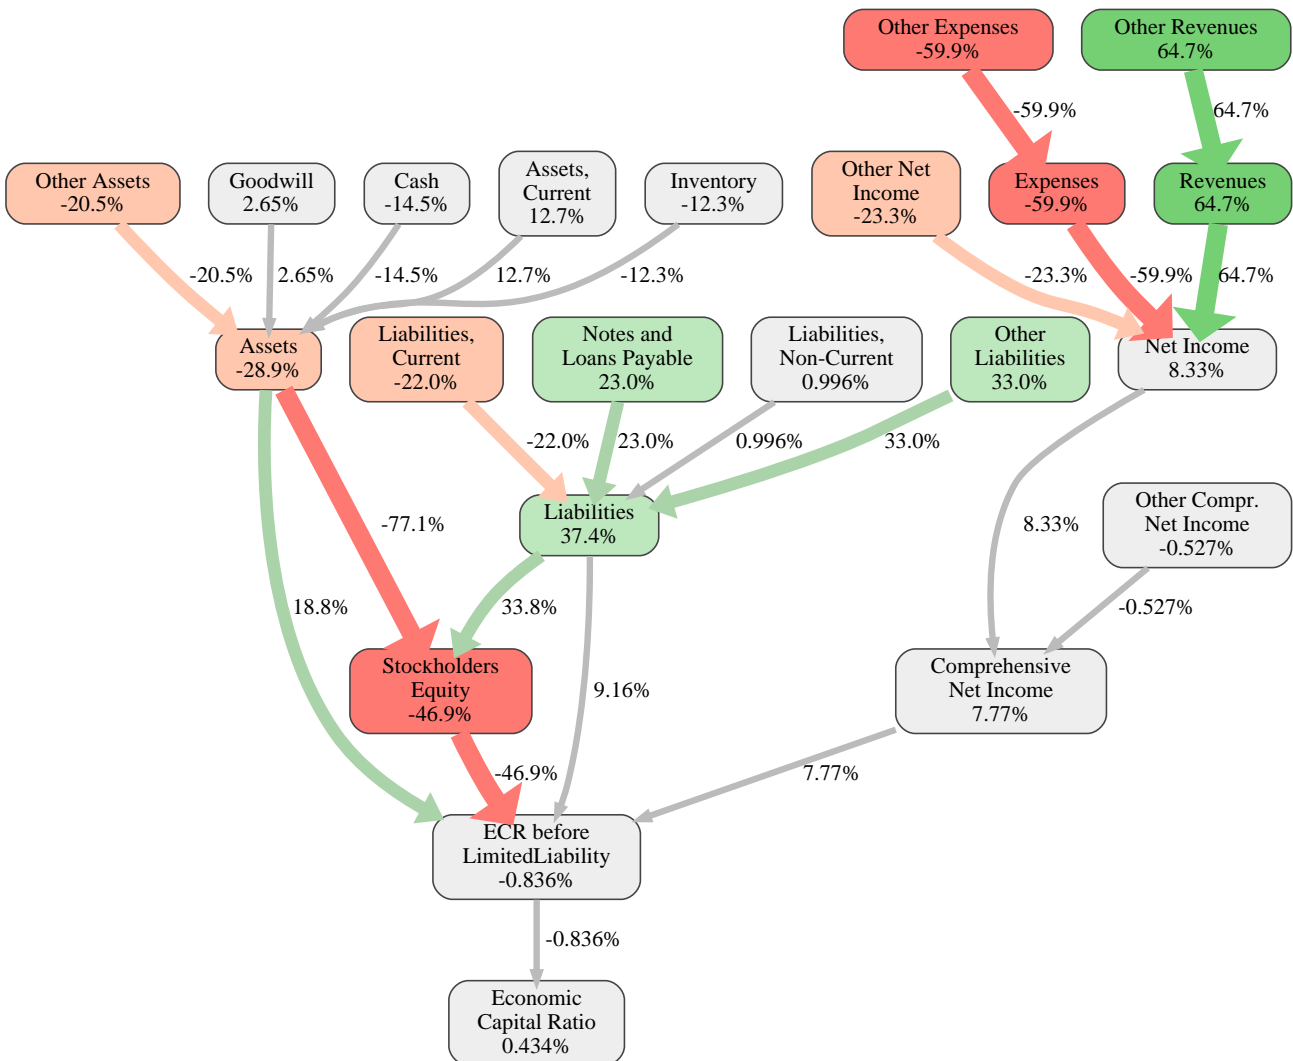 Other Expenses
-59.9%
Other Revenues
64.7%
-59.9%
64.7%
Other Assets
-20.5%
Goodwill
2.65%
Cash
-14.5%
Assets,
Current
12.7%
Inventory
-12.3%
Other Net
Income
-23.3%
Expenses
-59.9%
Revenues
64.7%
-20.5%
2.65%
-14.5%
12.7%
-12.3%
-23.3%
-59.9%
64.7%
Assets
-28.9%
Liabilities,
Current
-22.0%
Notes and
Loans Payable
23.0%
Liabilities,
Non-Current
0.996%
Other
Liabilities
33.0%
Net Income
8.33%
-22.0%
23.0%
0.996%
33.0%
Liabilities
37.4%
Other Compr.
Net Income
-0.527%
-77.1%
8.33%
18.8%
33.8%
-0.527%
Stockholders
Equity
-46.9%
9.16%
Comprehensive
Net Income
7.77%
-46.9%
7.77%
ECR before
LimitedLiability
-0.836%
-0.836%
Economic
Capital Ratio
0.434%